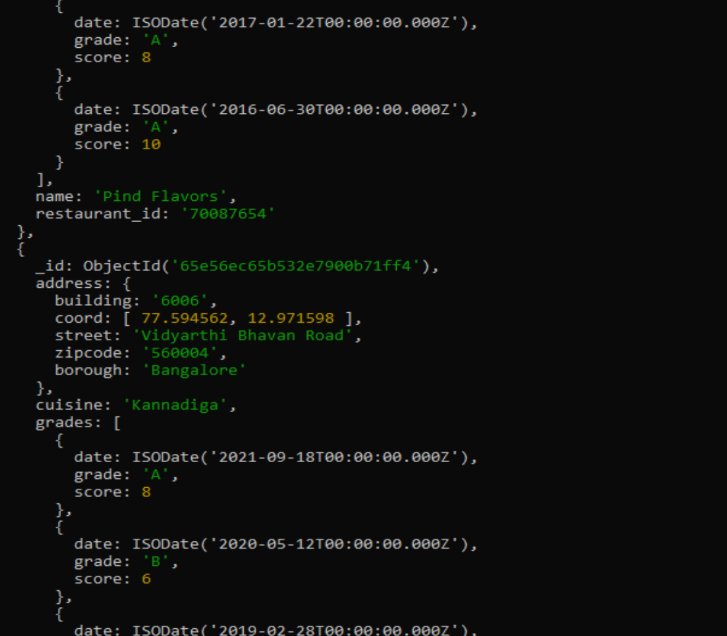 {
date: ISODate('2017-01-22T00:00:00.000Z'),
grade: 'A',
score: 8
},
{
date: ISODate('2016-06-30T00:00:00.000Z'),
grade: 'A',
score: 10
}
],
name: 'Pind Flavors',
restaurant_id: '70087654'
},
{
_id: ObjectId('65e56ec65b532e7900b71ff4'),
address: {
building: '6006',
coord: [ 77.594562, 12.971598 ],
street: 'Vidyarthi Bhavan Road',
zipcode: '560004',
borough: 'Bangalore'
},
cuisine: 'Kannadiga',
grades: [
{
date: ISODate('2021-09-18T00:00:00.000Z'),
grade: 'A',
score: 8
},
{
date: ISODate('2020-05-12T00:00:00.000Z'),
grade: 'B',
score: 6
},
{
date: ISODate('2019-02-28T00:00:00.000Z'),